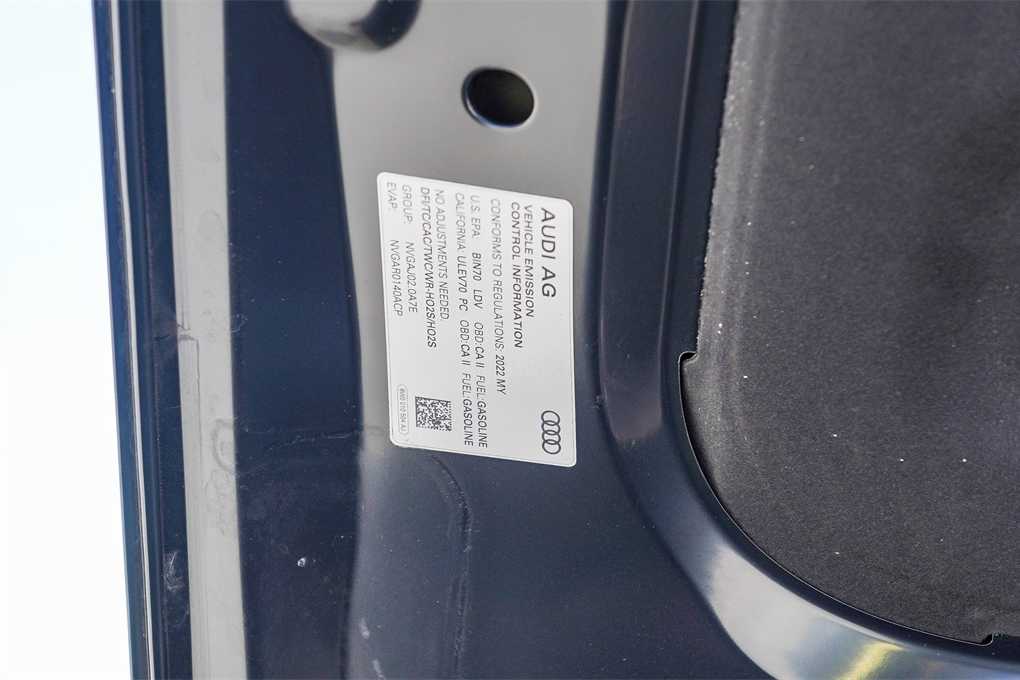 AUDI AG
VEHICLE EMISSION
CONTROL INFORMATION
CONFORMS TO REGULATIONS: 2022 MY
U.S. EPA: BIN70 LDV OBD:CA II FUEL:GASOLINE
CALIFORNIA: ULEV70 PC OBD:CA II FUEL:GASOLINE
NO ADJUSTMENTS NEEDED.
DFI/TC/CAC/TWC/WR-HO2S/HO2S
GROUP: NVGAJ02.0A7E
EVAP: NVGAR0140ACP